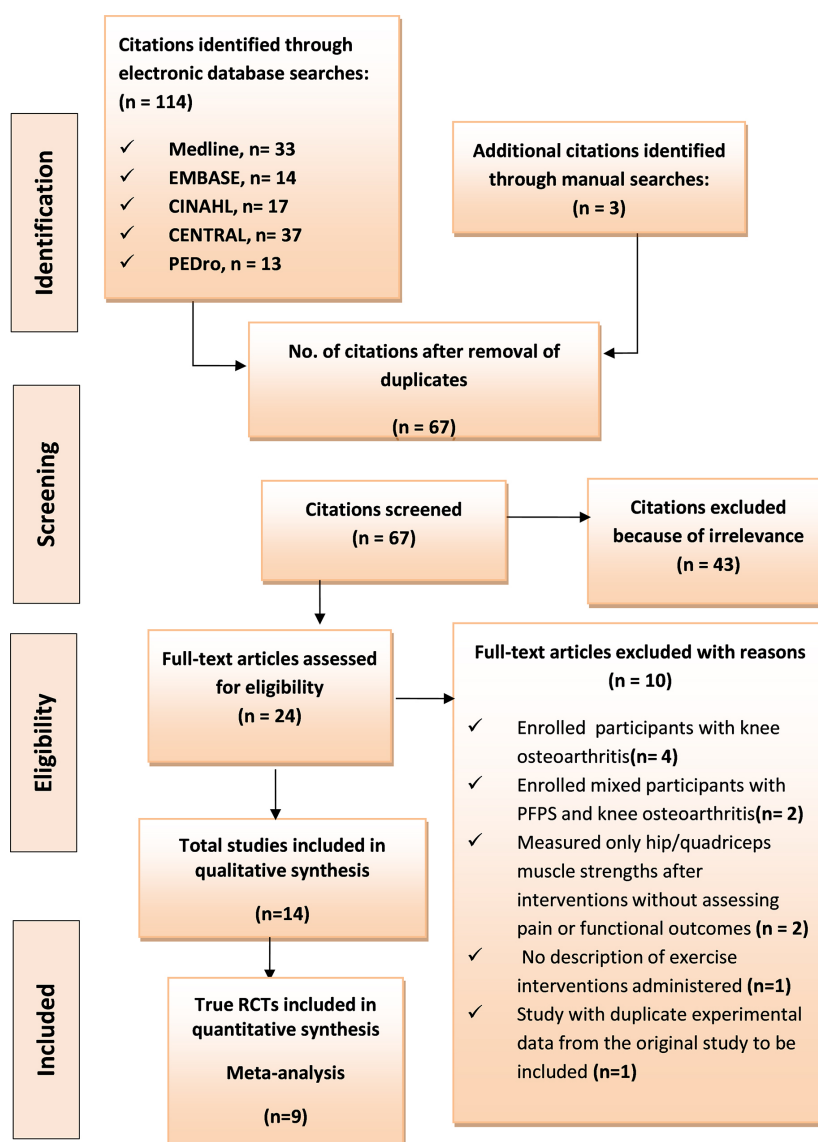 Identification
Citations identified through
electronic database searches:
(n = 114)
✓ Medline, n= 33
✓ EMBASE, n= 14
✓ CINAHL, n= 17
✓ CENTRAL, n= 37
✓ PEDro, n = 13
Additional citations identified
through manual searches:
(n = 3)
No. of citations after removal of
duplicates
(n = 67)
Screening
Citations screened
(n = 67)
Citations excluded
because of irrelevance
(n = 43)
Eligibility
Full-text articles assessed
for eligibility
(n = 24)
Full-text articles excluded with reasons
(n = 10)
✓ Enrolled participants with knee
osteoarthritis(n= 4)
✓ Enrolled mixed participants with
PFPS and knee osteoarthritis(n= 2)
✓ Measured only hip/quadriceps
muscle strengths after
interventions without assessing
pain or functional outcomes (n = 2)
✓ No description of exercise
interventions administered (n=1)
✓ Study with duplicate experimental
data from the original study to be
included (n=1)
Total studies included in
qualitative synthesis
(n=14)
Included
True RCTs included in
quantitative synthesis
Meta-analysis
(n=9)